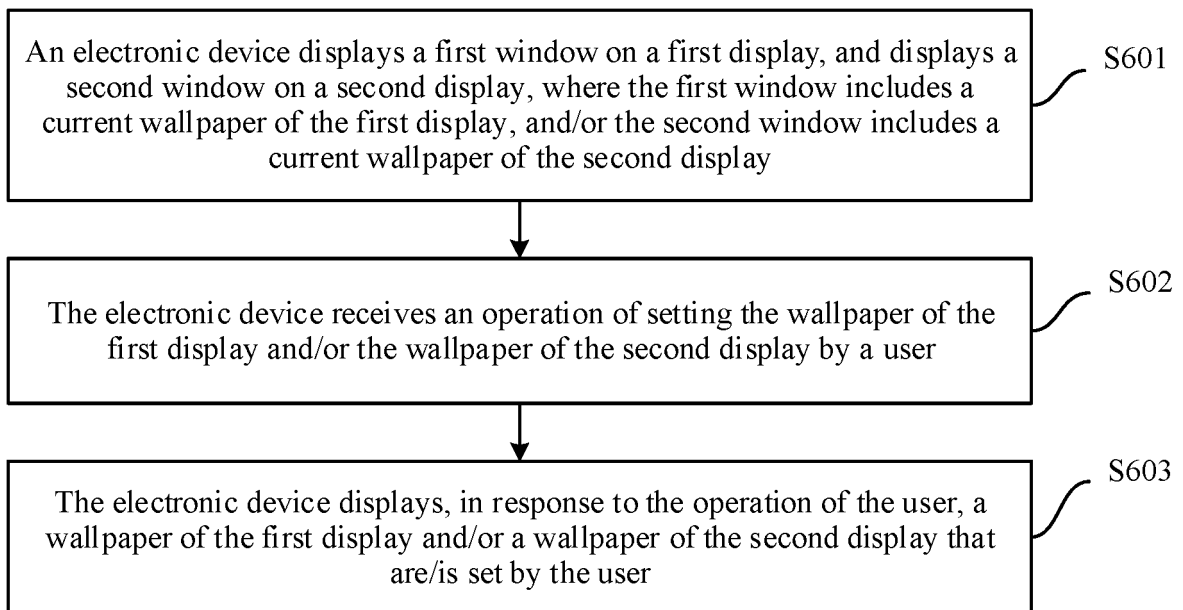 An electronic device displays a first window on a first display, and displays a
second window on a second display, where the first window includes a
current wallpaper of the first display, and/or the second window includes a
current wallpaper of the second display
S601
The electronic device receives an operation of setting the wallpaper of the
first display and/or the wallpaper of the second display by a user
S602
The electronic device displays, in response to the operation of the user, a
wallpaper of the first display and/or a wallpaper of the second display that
are/is set by the user
S603